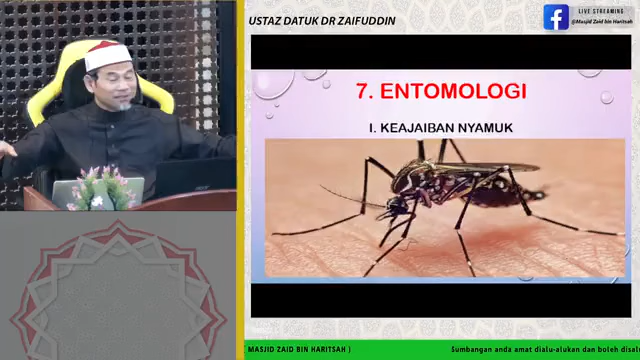 USTAZ DATUK DR ZAIFUDDIN
LIVE STREAMING
@Masjid Zaid bin Haritsah
7. ENTOMOLOGI
I. KEAJAIBAN NYAMUK
MASJID ZAID BIN HARITSAH )
Sumbangan anda amat dialu-alukan dan boleh disalu